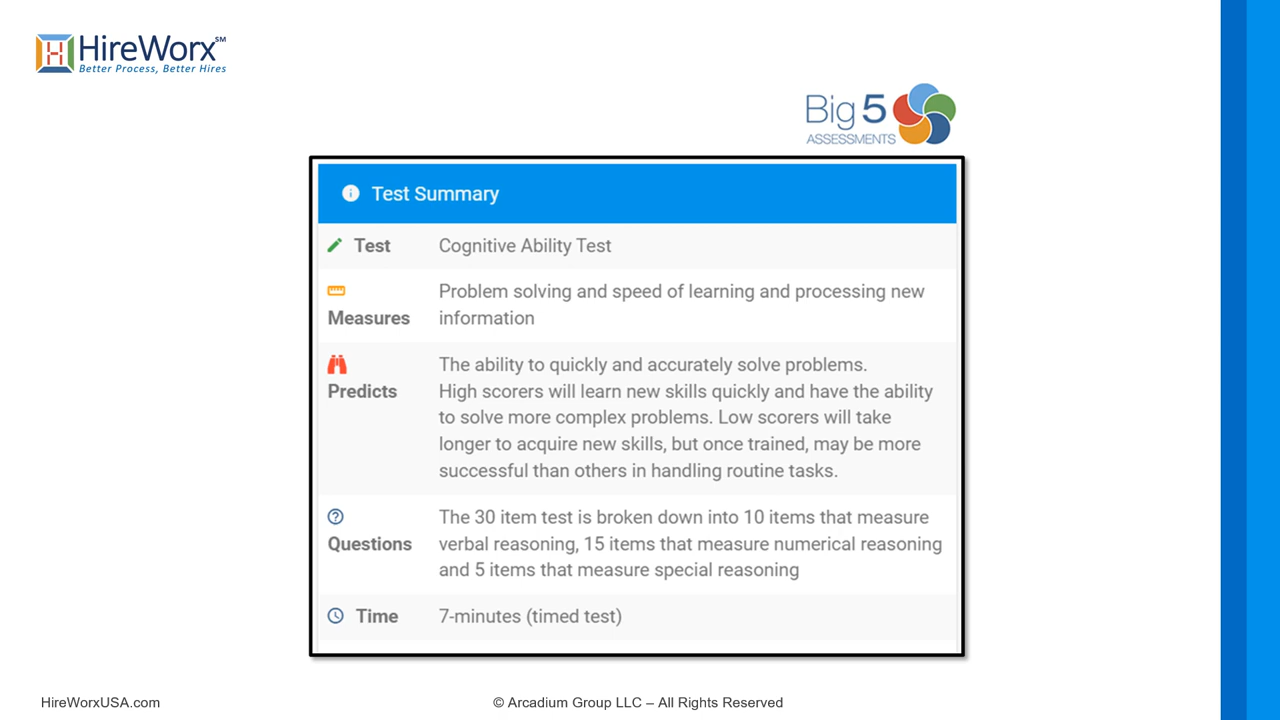 HireWorx℠
Better Process, Better Hires
Big 5
ASSESSMENTS
Test Summary
Test Cognitive Ability Test
Measures
Problem solving and speed of learning and processing new
information
Predicts
The ability to quickly and accurately solve problems.
High scorers will learn new skills quickly and have the ability
to solve more complex problems. Low scorers will take
longer to acquire new skills, but once trained, may be more
successful than others in handling routine tasks.
Questions
The 30 item test is broken down into 10 items that measure
verbal reasoning, 15 items that measure numerical reasoning
and 5 items that measure special reasoning
Time 7-minutes (timed test)
HireWorxUSA.com
© Arcadium Group LLC – All Rights Reserved